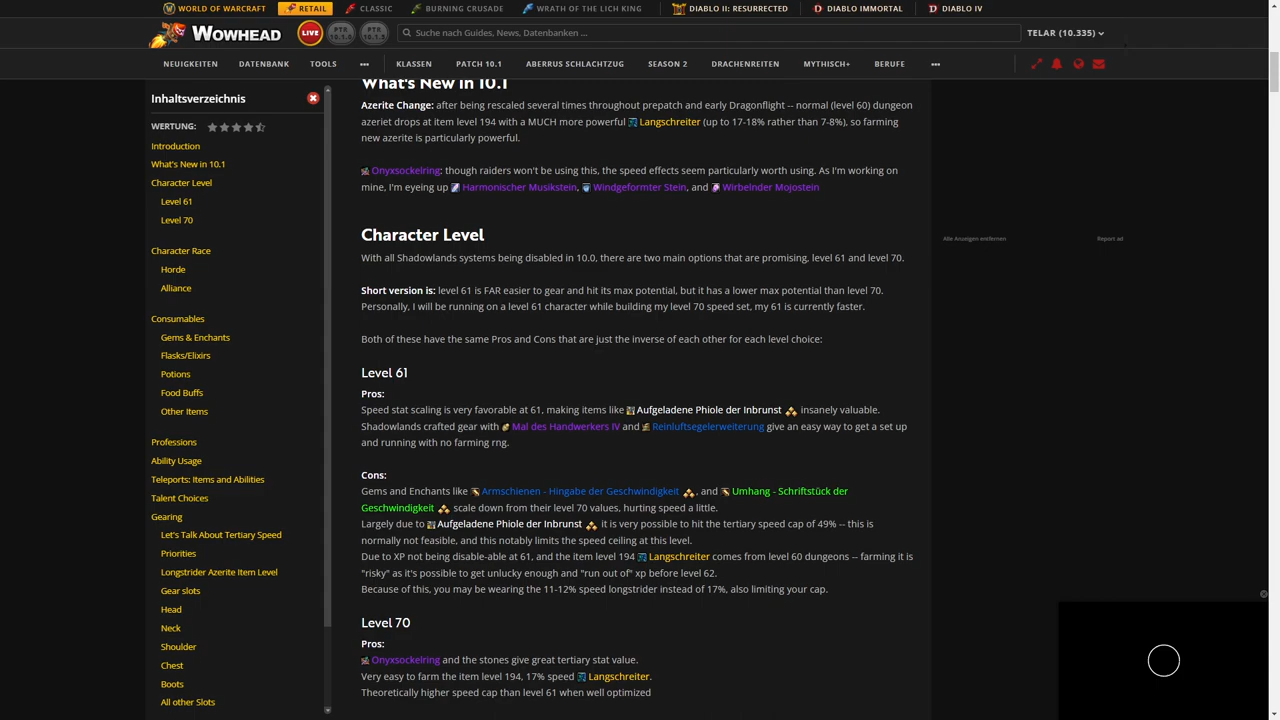 WORLD OF WARCRAFT RETAIL CLASSIC BURNING CRUSADE WRATH OF THE LICH KING DIABLO II: RESURRECTED DIABLO IMMORTAL DIABLO IV
WOWHEAD LIVE PTR 10.1.0 PTR 10.1.5 Suche nach Guides, News, Datenbanken ... TELAR (10.335)
NEUIGKEITEN DATENBANK TOOLS ••• KLASSEN PATCH 10.1 ABERRUS SCHLACHTZUG SEASON 2 DRACHENREITEN MYTHISCH+ BERUFE •••
Inhaltsverzeichnis
WERTUNG:
Introduction
What's New in 10.1
Character Level
Level 61
Level 70
Character Race
Horde
Alliance
Consumables
Gems & Enchants
Flasks/Elixirs
Potions
Food Buffs
Other Items
Professions
Ability Usage
Teleports: Items and Abilities
Talent Choices
Gearing
Let's Talk About Tertiary Speed
Priorities
Longstrider Azerite Item Level
Gear slots
Head
Neck
Shoulder
Chest
Boots
All other Slots
What's New in 10.1
Azerite Change: after being rescaled several times throughout prepatch and early Dragonflight -- normal (level 60) dungeon
azeriet drops at item level 194 with a MUCH more powerful Langschreiter (up to 17-18% rather than 7-8%), so farming
new azerite is particularly powerful.
Onyxsockelring: though raiders won't be using this, the speed effects seem particularly worth using. As I'm working on
mine, I'm eyeing up Harmonischer Musikstein, Windgeformter Stein, and Wirbelnder Mojostein
Character Level
With all Shadowlands systems being disabled in 10.0, there are two main options that are promising, level 61 and level 70.
Short version is: level 61 is FAR easier to gear and hit its max potential, but it has a lower max potential than level 70.
Personally, I will be running on a level 61 character while building my level 70 speed set, my 61 is currently faster.
Both of these have the same Pros and Cons that are just the inverse of each other for each level choice:
Level 61
Pros:
Speed stat scaling is very favorable at 61, making items like Aufgeladene Phiole der Inbrunst insanely valuable.
Shadowlands crafted gear with Mal des Handwerkers IV and Reinluftsegelerweiterung give an easy way to get a set up
and running with no farming rng.
Cons:
Gems and Enchants like Armschienen - Hingabe der Geschwindigkeit , and Umhang - Schriftstück der
Geschwindigkeit scale down from their level 70 values, hurting speed a little.
Largely due to Aufgeladene Phiole der Inbrunst it is very possible to hit the tertiary speed cap of 49% -- this is
normally not feasible, and this notably limits the speed ceiling at this level.
Due to XP not being disable-able at 61, and the item level 194 Langschreiter comes from level 60 dungeons -- farming it is
"risky" as it's possible to get unlucky enough and "run out of" xp before level 62.
Because of this, you may be wearing the 11-12% speed longstrider instead of 17%, also limiting your cap.
Level 70
Pros:
Onyxsockelring and the stones give great tertiary stat value.
Very easy to farm the item level 194, 17% speed Langschreiter.
Theoretically higher speed cap than level 61 when well optimized
Alle Anzeigen entfernen Report ad